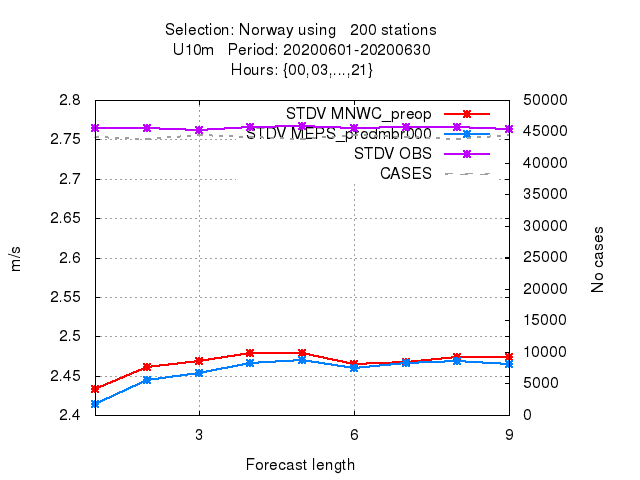 Selection: Norway using 200 stations
U10m Period: 20200601-20200630
Hours: {00,03,...,21}
2.8
2.75
2.7
2.65
2.6
2.55
2.5
2.45
2.4
m/s
STDV MNWC_preop
STDV MEPS_prodmbr000
STDV OBS
CASES
50000
45000
40000
35000
30000
25000
20000
15000
10000
5000
0
No cases
3 6 9
Forecast length